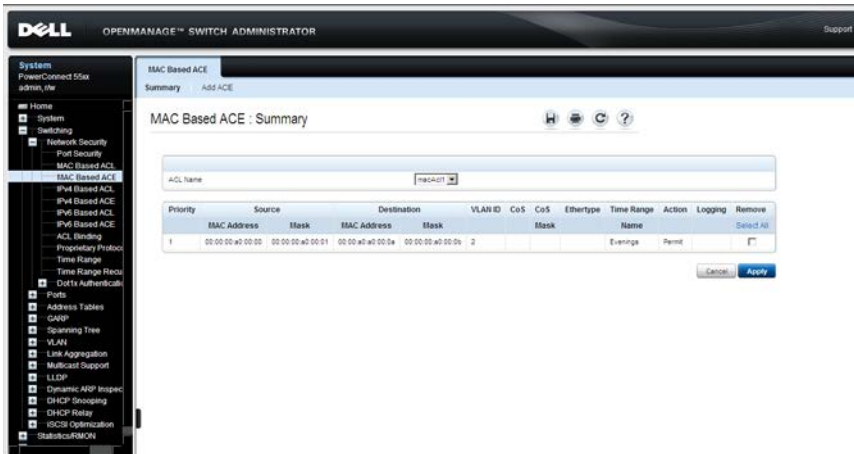 DELL
OPENMANAGE™ SWITCH ADMINISTRATOR
Support
System
PowerConnect 55xx
admin, r/w
Home
System
Switching
Network Security
Port Security
MAC Based ACL
MAC Based ACE
IPv4 Based ACL
IPv4 Based ACE
IPv6 Based ACL
IPv6 Based ACE
ACL Binding
Proprietary Protoco
Time Range
Time Range Recu
Dot1x Authenticati
Ports
Address Tables
GARP
Spanning Tree
VLAN
Link Aggregation
Multicast Support
LLDP
Dynamic ARP Inspec
DHCP Snooping
DHCP Relay
iSCSI Optimization
Statistics/RMON
MAC Based ACE
Summary Add ACE
MAC Based ACE : Summary
ACL Name macAcl1
Priority Source Destination VLAN ID CoS CoS Ethertype Time Range Action Logging Remove
MAC Address Mask MAC Address Mask Mask Name Select All
1 00:00:00:a0:00:00 00:00:00:a0:00:01 00:00:a0:a0:00:0a 00:00:00:a0:00:0b 2 Evenings Permit
Cancel Apply